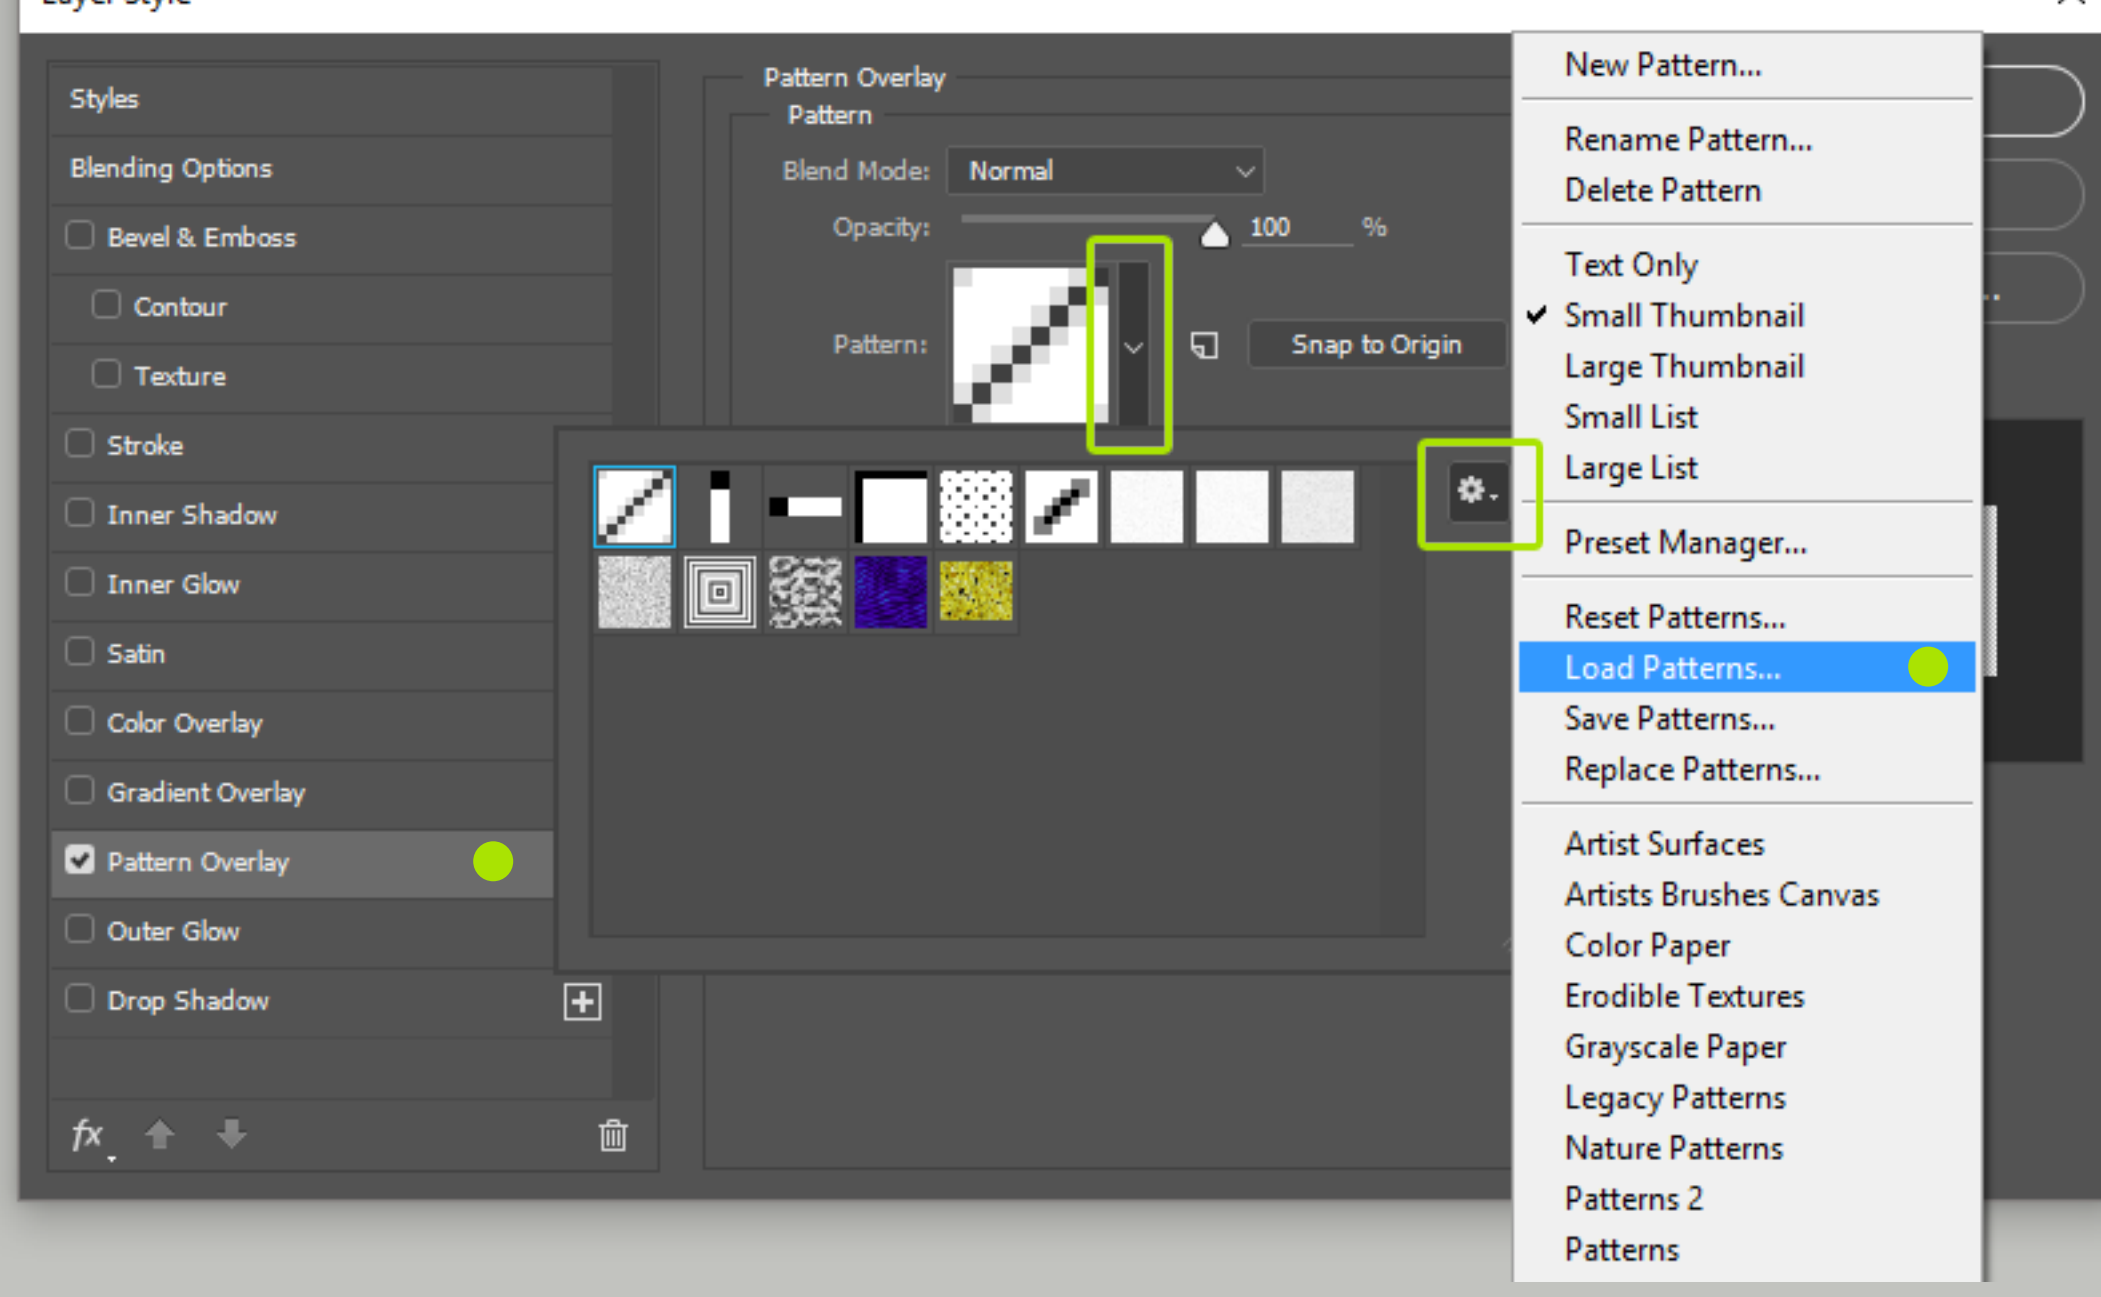 Layer Style
Styles
Blending Options
Bevel & Emboss
Contour
Texture
Stroke
Inner Shadow
Inner Glow
Satin
Color Overlay
Gradient Overlay
Pattern Overlay
Outer Glow
Drop Shadow
fx
Pattern Overlay
Pattern
Blend Mode: Normal
Opacity: 100 %
Pattern:
Snap to Origin
New Pattern...
Rename Pattern...
Delete Pattern
Text Only
Small Thumbnail
Large Thumbnail
Small List
Large List
Preset Manager...
Reset Patterns...
Load Patterns...
Save Patterns...
Replace Patterns...
Artist Surfaces
Artists Brushes Canvas
Color Paper
Erodible Textures
Grayscale Paper
Legacy Patterns
Nature Patterns
Patterns 2
Patterns